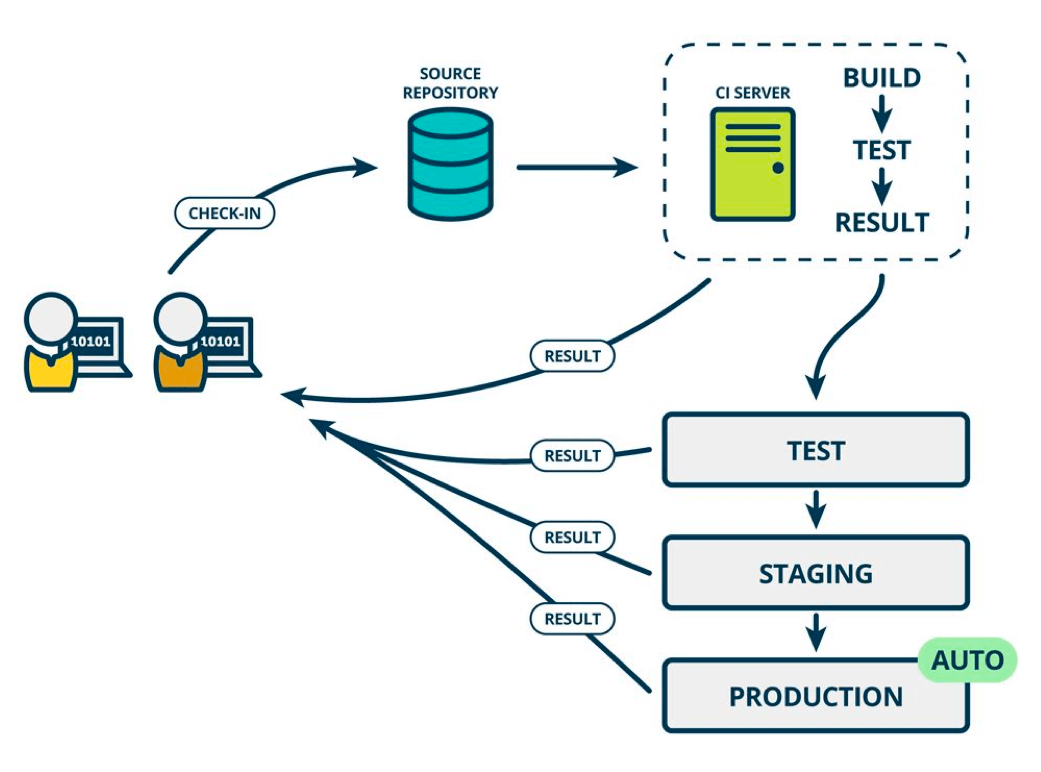 SOURCE
REPOSITORY
CI SERVER
BUILD
TEST
RESULT
CHECK-IN
10101
10101
RESULT
RESULT
TEST
RESULT
STAGING
RESULT
AUTO
PRODUCTION